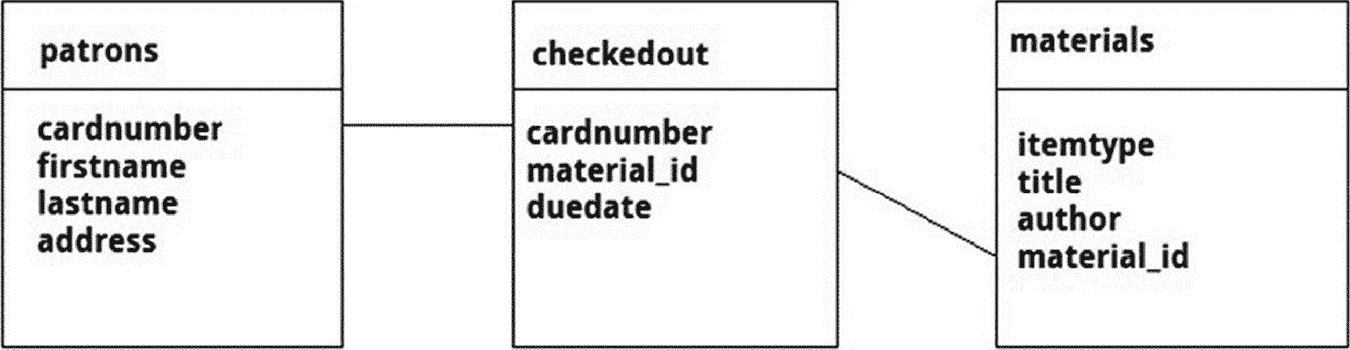 patrons
cardnumber
firstname
lastname
address
checkedout
cardnumber
material_id
duedate
materials
itemtype
title
author
material_id